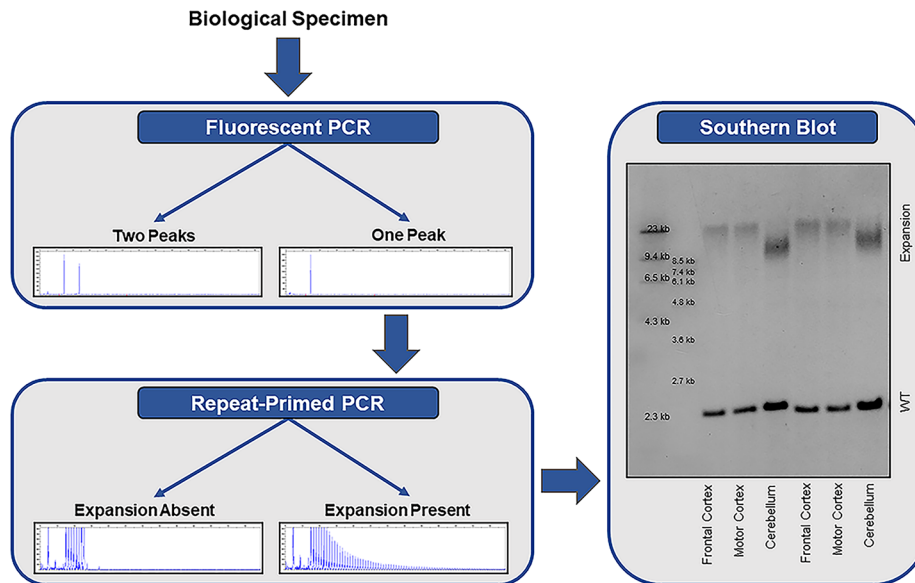 Biological Specimen
Fluorescent PCR
Two Peaks
One Peak
Repeat-Primed PCR
Expansion Absent
Expansion Present
Southern Blot
23 kb
9.4 kb
8.5 kb
7.4 kb
6.5 kb
6.1 kb
4.8 kb
4.3 kb
3.6 kb
2.7 kb
2.3 kb
Expansion
WT
Frontal Cortex
Motor Cortex
Cerebellum
Frontal Cortex
Motor Cortex
Cerebellum